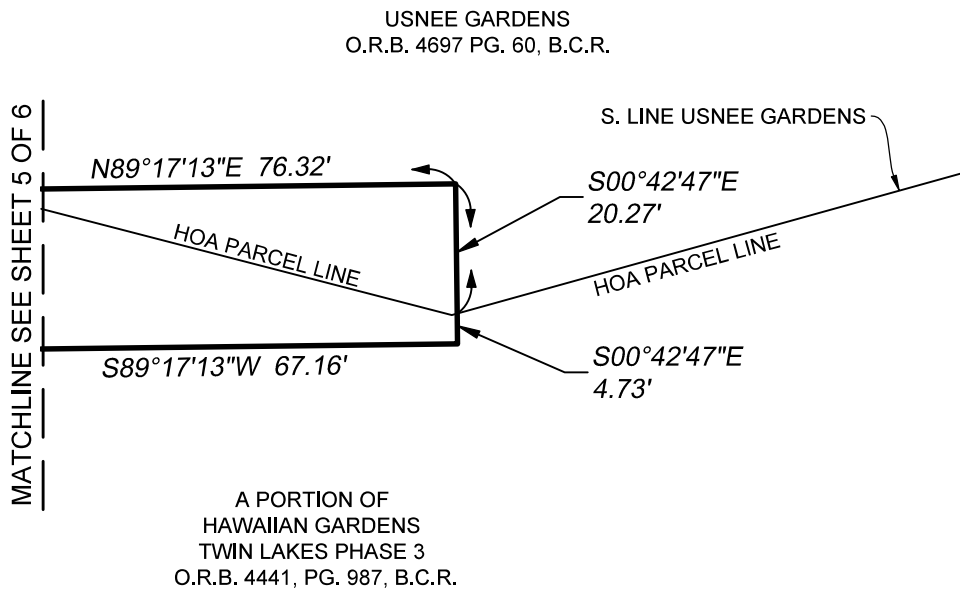 USNEE GARDENS
O.R.B. 4697 PG. 60, B.C.R.
MATCHLINE SEE SHEET 5 OF 6
S. LINE USNEE GARDENS
N89°17'13"E 76.32'
S00°42'47"E
20.27'
HOA PARCEL LINE
HOA PARCEL LINE
S89°17'13"W 67.16'
S00°42'47"E
4.73'
A PORTION OF
HAWAIIAN GARDENS
TWIN LAKES PHASE 3
O.R.B. 4441, PG. 987, B.C.R.